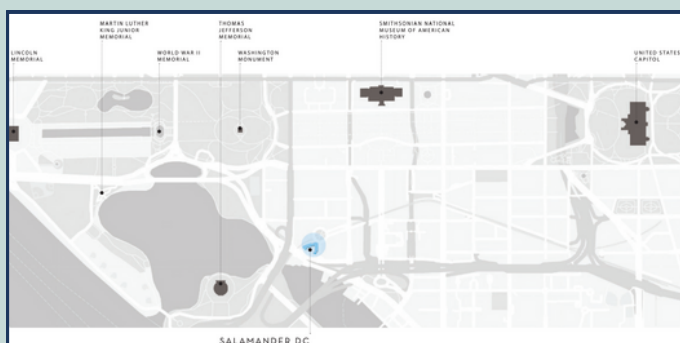 MARTIN LUTHER
KING JUNIOR
MEMORIAL
THOMAS
JEFFERSON
MEMORIAL
SMITHSONIAN NATIONAL
MUSEUM OF AMERICAN
HISTORY
LINCOLN
MEMORIAL
WORLD WAR II
MEMORIAL
WASHINGTON
MONUMENT
UNITED STATES
CAPITOL
SALAMANDER DC